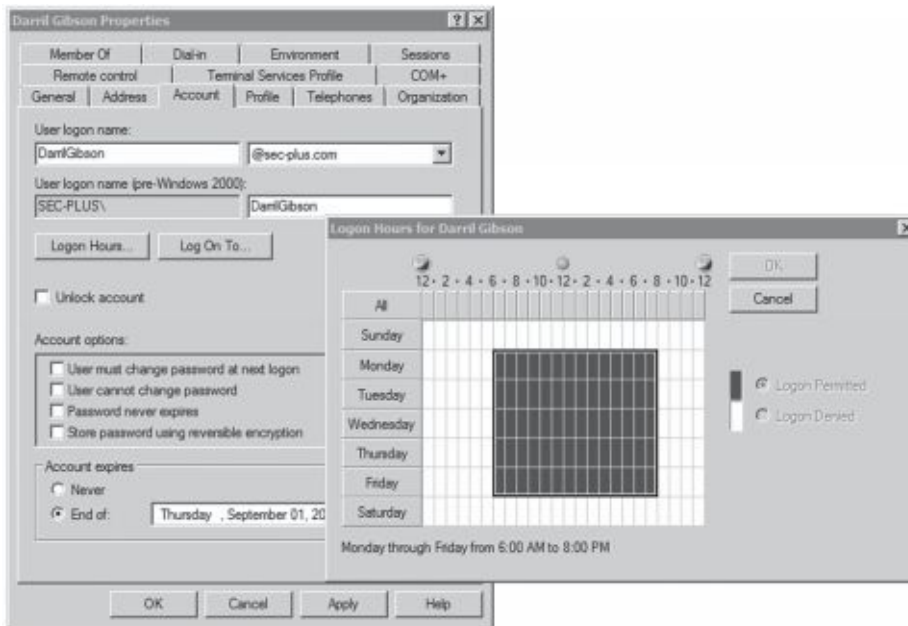 Darril Gibson Properties
Member Of Dial-in Environment Sessions
Remote control Terminal Services Profile COM+
General Address Account Profile Telephones Organization
User logon name:
DarrilGibson @sec-plus.com
User logon name (pre-Windows 2000):
SEC-PLUS\ DarrilGibson
Logon Hours... Log On To...
Unlock account
Account options:
User must change password at next logon
User cannot change password
Password never expires
Store password using reversible encryption
Account expires
Never
End of: Thursday , September 01, 20
OK Cancel Apply Help
Logon Hours for Darril Gibson
12 · 2 · 4 · 6 · 8 · 10 · 12 · 2 · 4 · 6 · 8 · 10 · 12
All
Sunday
Monday
Tuesday
Wednesday
Thursday
Friday
Saturday
OK
Cancel
Logon Permitted
Logon Denied
Monday through Friday from 6:00 AM to 8:00 PM